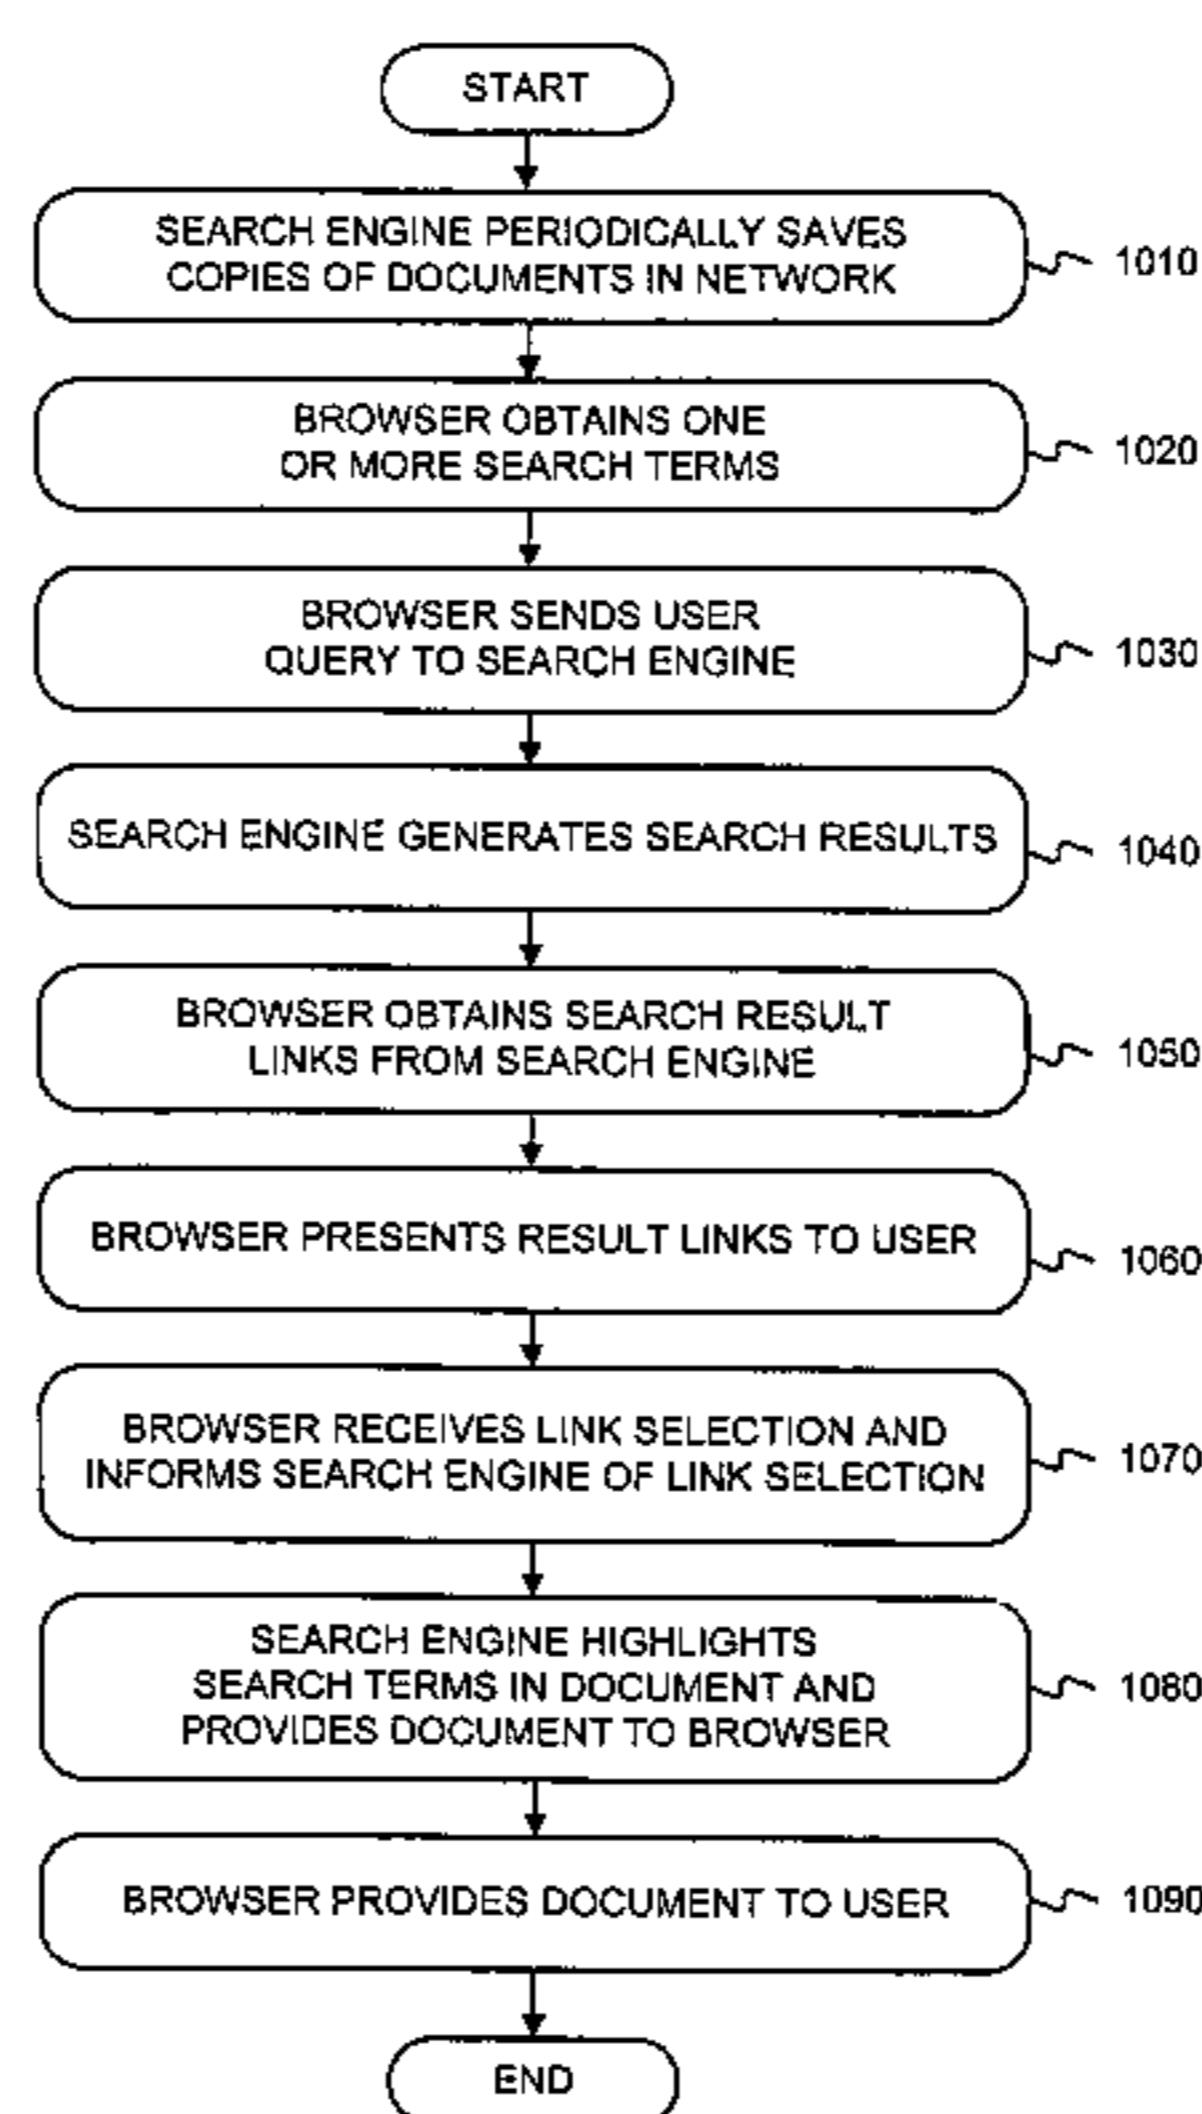 START
SEARCH ENGINE PERIODICALLY SAVES
COPIES OF DOCUMENTS IN NETWORK
1010
BROWSER OBTAINS ONE
OR MORE SEARCH TERMS
1020
BROWSER SENDS USER
QUERY TO SEARCH ENGINE
1030
SEARCH ENGINE GENERATES SEARCH RESULTS
1040
BROWSER OBTAINS SEARCH RESULT
LINKS FROM SEARCH ENGINE
1050
BROWSER PRESENTS RESULT LINKS TO USER
1060
BROWSER RECEIVES LINK SELECTION AND
INFORMS SEARCH ENGINE OF LINK SELECTION
1070
SEARCH ENGINE HIGHLIGHTS
SEARCH TERMS IN DOCUMENT AND
PROVIDES DOCUMENT TO BROWSER
1080
BROWSER PROVIDES DOCUMENT TO USER
1090
END